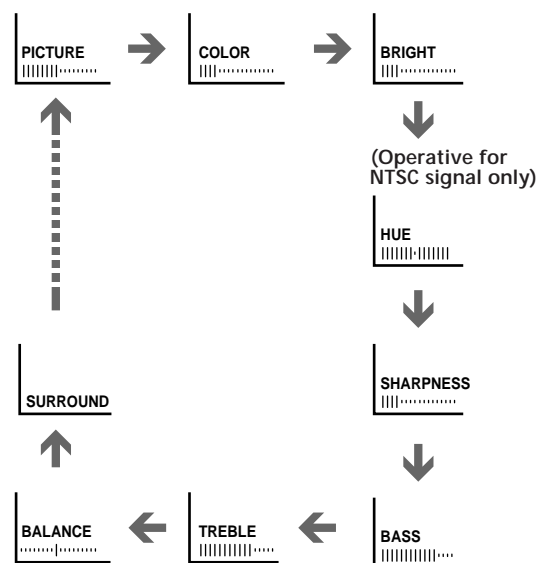 PICTURE
COLOR
BRIGHT
(Operative for
NTSC signal only)
HUE
SHARPNESS
SURROUND
BALANCE
TREBLE
BASS